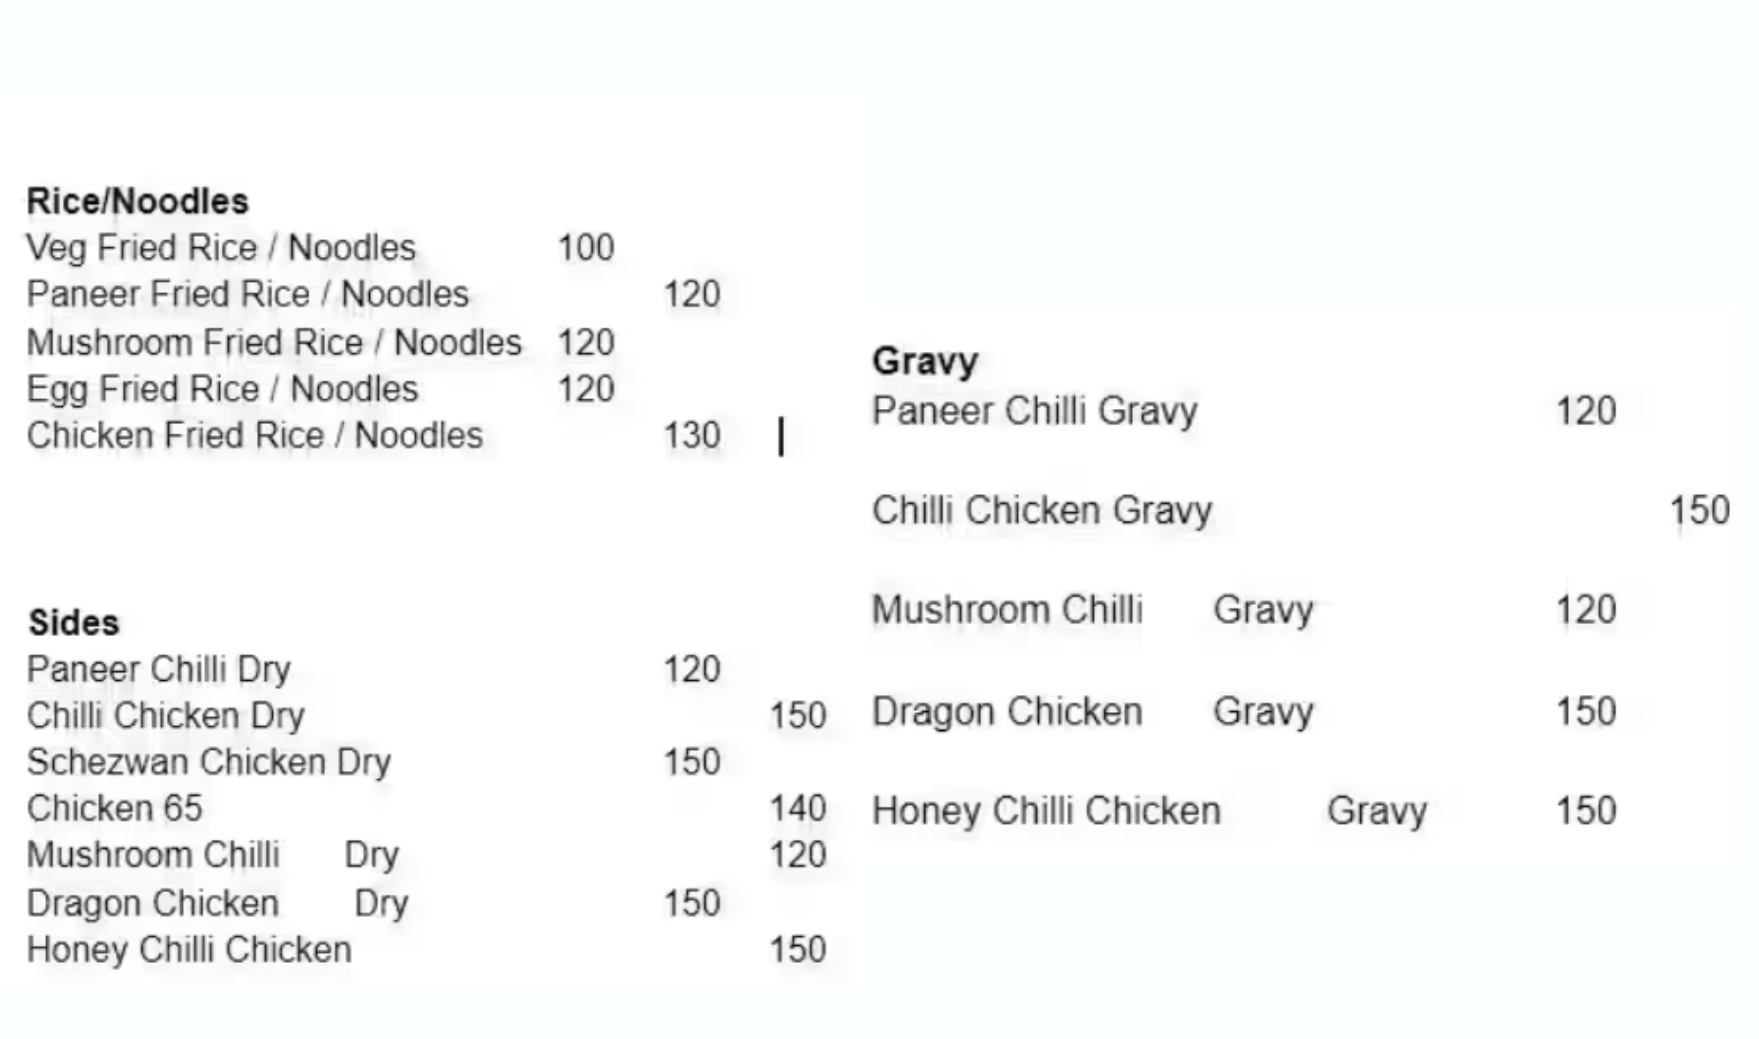 Rice/Noodles
Veg Fried Rice / Noodles 100
Paneer Fried Rice / Noodles 120
Mushroom Fried Rice / Noodles 120
Egg Fried Rice / Noodles 120
Chicken Fried Rice / Noodles 130
Sides
Paneer Chilli Dry 120
Chilli Chicken Dry 150
Schezwan Chicken Dry 150
Chicken 65 140
Mushroom Chilli Dry 120
Dragon Chicken Dry 150
Honey Chilli Chicken 150
Gravy
Paneer Chilli Gravy 120
Chilli Chicken Gravy 150
Mushroom Chilli Gravy 120
Dragon Chicken Gravy 150
Honey Chilli Chicken Gravy 150